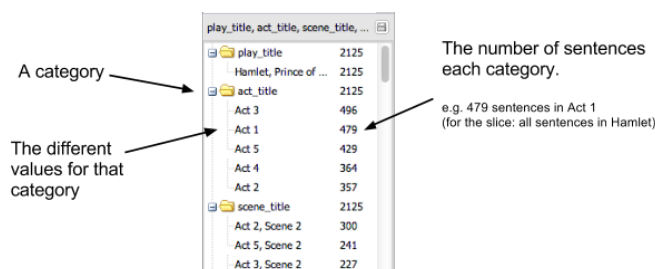 play_title, act_title, scene_title, ...
play_title 2125
Hamlet, Prince of ... 2125
act_title 2125
Act 3 496
Act 1 479
Act 5 429
Act 4 364
Act 2 357
scene_title 2125
Act 2, Scene 2 300
Act 5, Scene 2 241
Act 3, Scene 2 227
A category
The different
values for that
category
The number of sentences
each category.
e.g. 479 sentences in Act 1
(for the slice: all sentences in Hamlet)